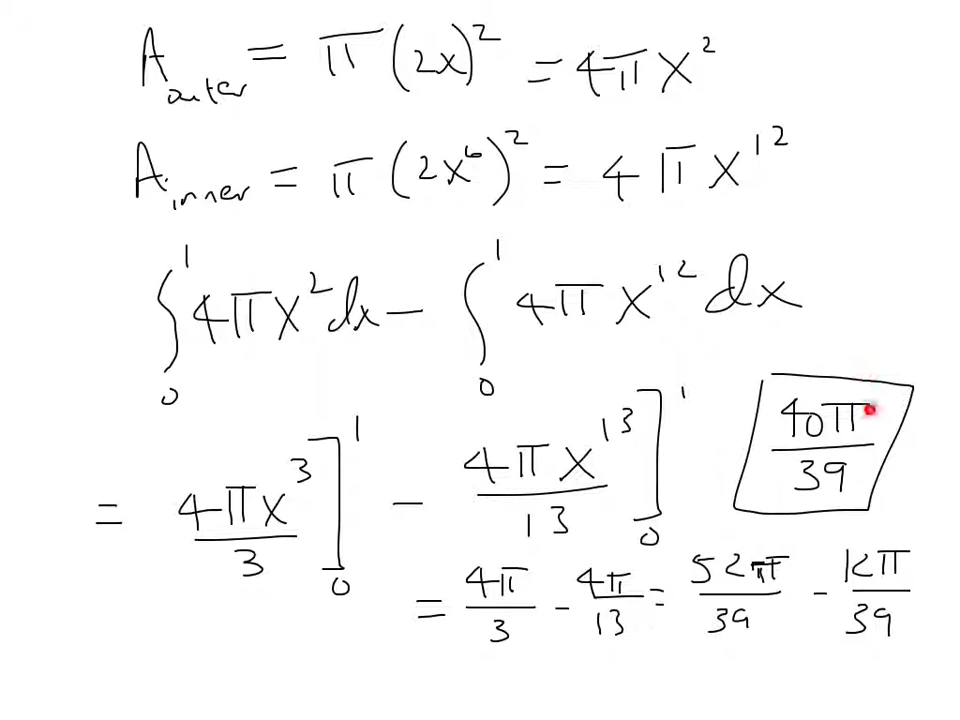 A_outer = π(2x)² = 4πx²
A_inner = π(2x⁶)² = 4πx¹²
∫₀¹ 4πx² dx − ∫₀¹ 4πx¹² dx
= 4πx³/3 ]₀¹ − 4πx¹³/13 ]₀¹
= 4π/3 − 4π/13 = 52π/39 − 12π/39
40π/39